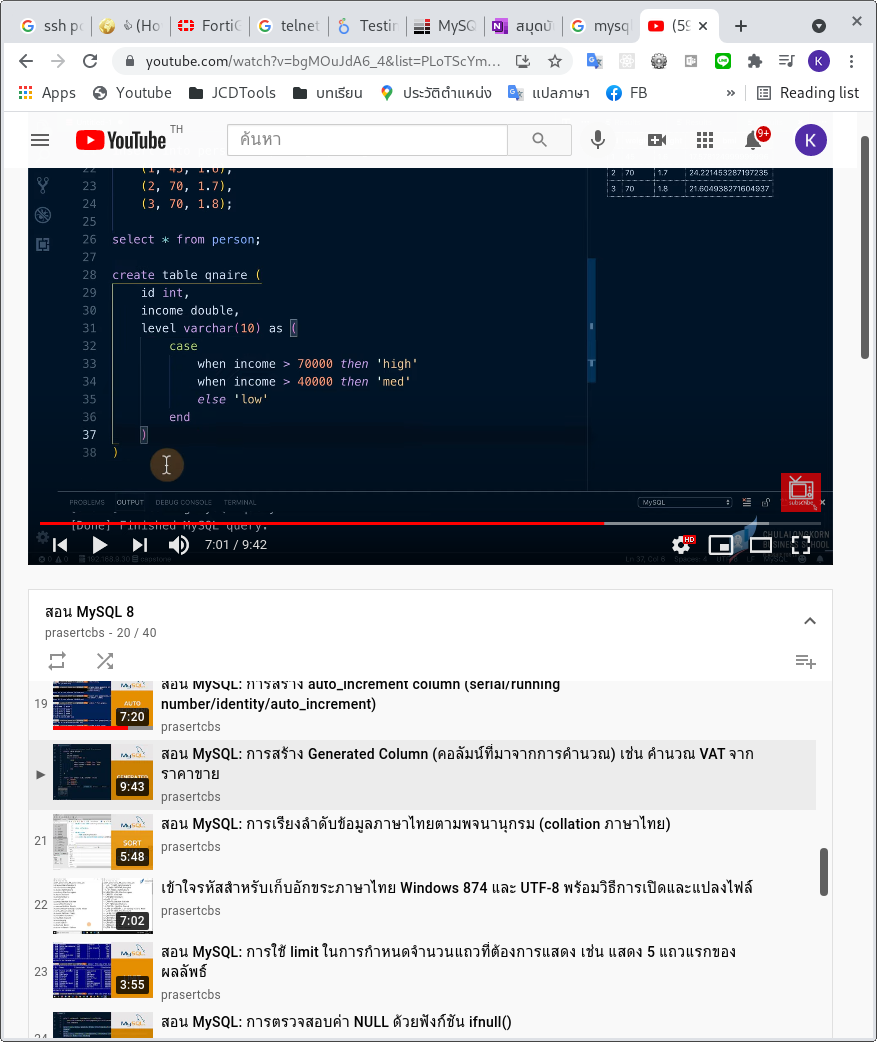 ssh po
(Ho
FortiG
telnet
Testin
MySQ
สมุดบั
mysq
(59
youtube.com/watch?v=bgMOuJdA6_4&list=PLoTScYm...
K
Apps
Youtube
JCDTools
บทเรียน
ประวัติตำแหน่ง
แปลภาษา
FB
»
Reading list
YouTube TH
ค้นหา
9+
K
22 (1, 45, 1.6),
23 (2, 70, 1.7),
24 (3, 70, 1.8);
25
26 select * from person;
27
28 create table qnaire (
29 id int,
30 income double,
31 level varchar(10) as (
32 case
33 when income > 70000 then 'high'
34 when income > 40000 then 'med'
35 else 'low'
36 end
37 )
38 )
2 70 1.7 24.221453287197235
3 70 1.8 21.604938271604937
PROBLEMS OUTPUT DEBUG CONSOLE TERMINAL
MySQL
subscribe
[Done] Finished MySQL query.
7:01 / 9:42
HD
CHULALONGKORN
BUSINESS SCHOOL
สอน MySQL 8
prasertcbs - 20 / 40
19
7:20
สอน MySQL: การสร้าง auto_increment column (serial/running
number/identity/auto_increment)
prasertcbs
9:43
สอน MySQL: การสร้าง Generated Column (คอลัมน์ที่มาจากการคำนวณ) เช่น คำนวณ VAT จาก
ราคาขาย
prasertcbs
21
SORT
5:48
สอน MySQL: การเรียงลำดับข้อมูลภาษาไทยตามพจนานุกรม (collation ภาษาไทย)
prasertcbs
22
7:02
เข้าใจรหัสสำหรับเก็บอักขระภาษาไทย Windows 874 และ UTF-8 พร้อมวิธีการเปิดและแปลงไฟล์
prasertcbs
23
3:55
สอน MySQL: การใช้ limit ในการกำหนดจำนวนแถวที่ต้องการแสดง เช่น แสดง 5 แถวแรกของ
ผลลัพธ์
prasertcbs
24
สอน MySQL: การตรวจสอบค่า NULL ด้วยฟังก์ชัน ifnull()